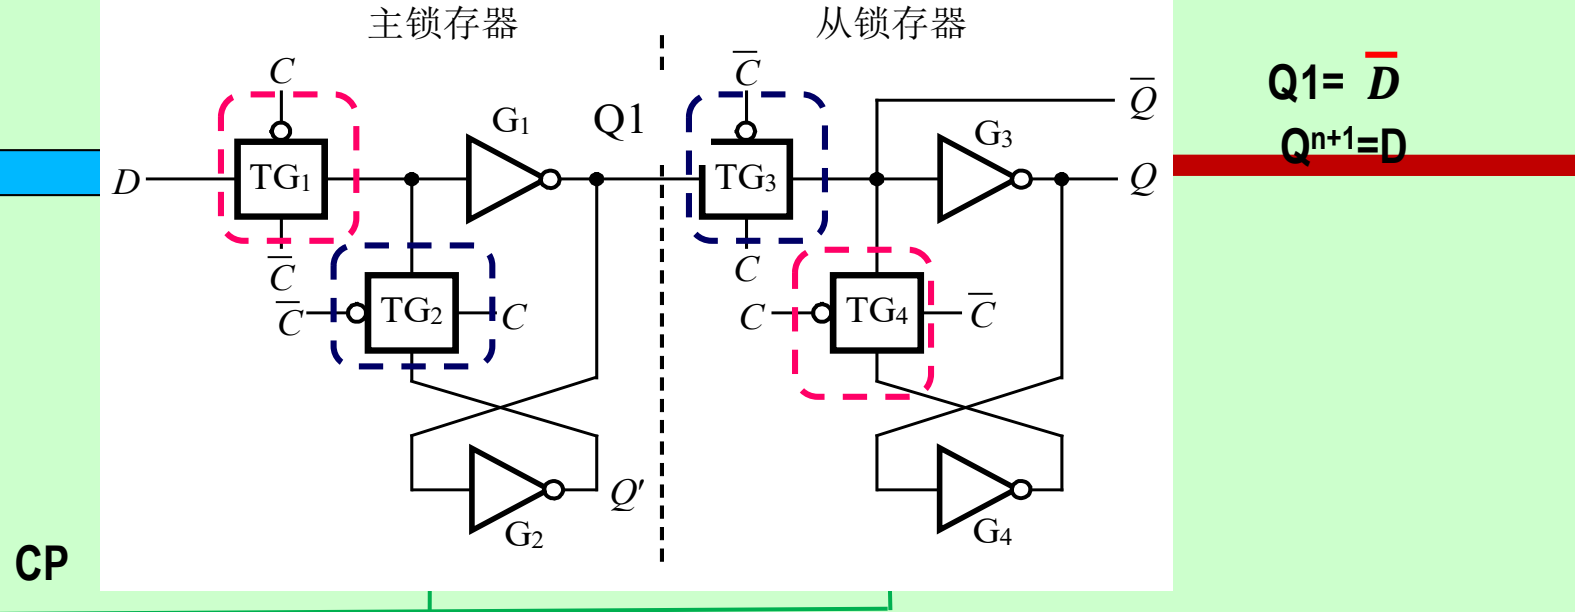 主锁存器
从锁存器
C
C̅
G₁
Q1
G₃
Q̅
Q1= D̅
Qⁿ⁺¹=D
D
TG₁
TG₃
Q
C̅
C
C̅
TG₂
C
C
TG₄
C̅
G₂
Q′
G₄
CP